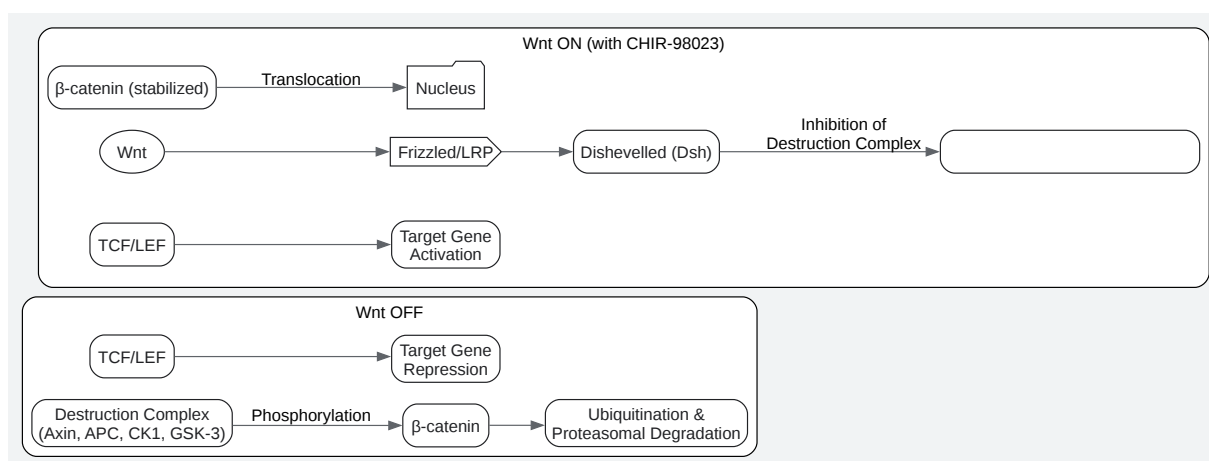 Wnt ON (with CHIR-98023)
β-catenin (stabilized)
Translocation
Nucleus
Wnt
Frizzled/LRP
Dishevelled (Dsh)
Inhibition of
Destruction Complex
TCF/LEF
Target Gene
Activation
Wnt OFF
TCF/LEF
Target Gene
Repression
Destruction Complex
(Axin, APC, CK1, GSK-3)
Phosphorylation
β-catenin
Ubiquitination &
Proteasomal Degradation